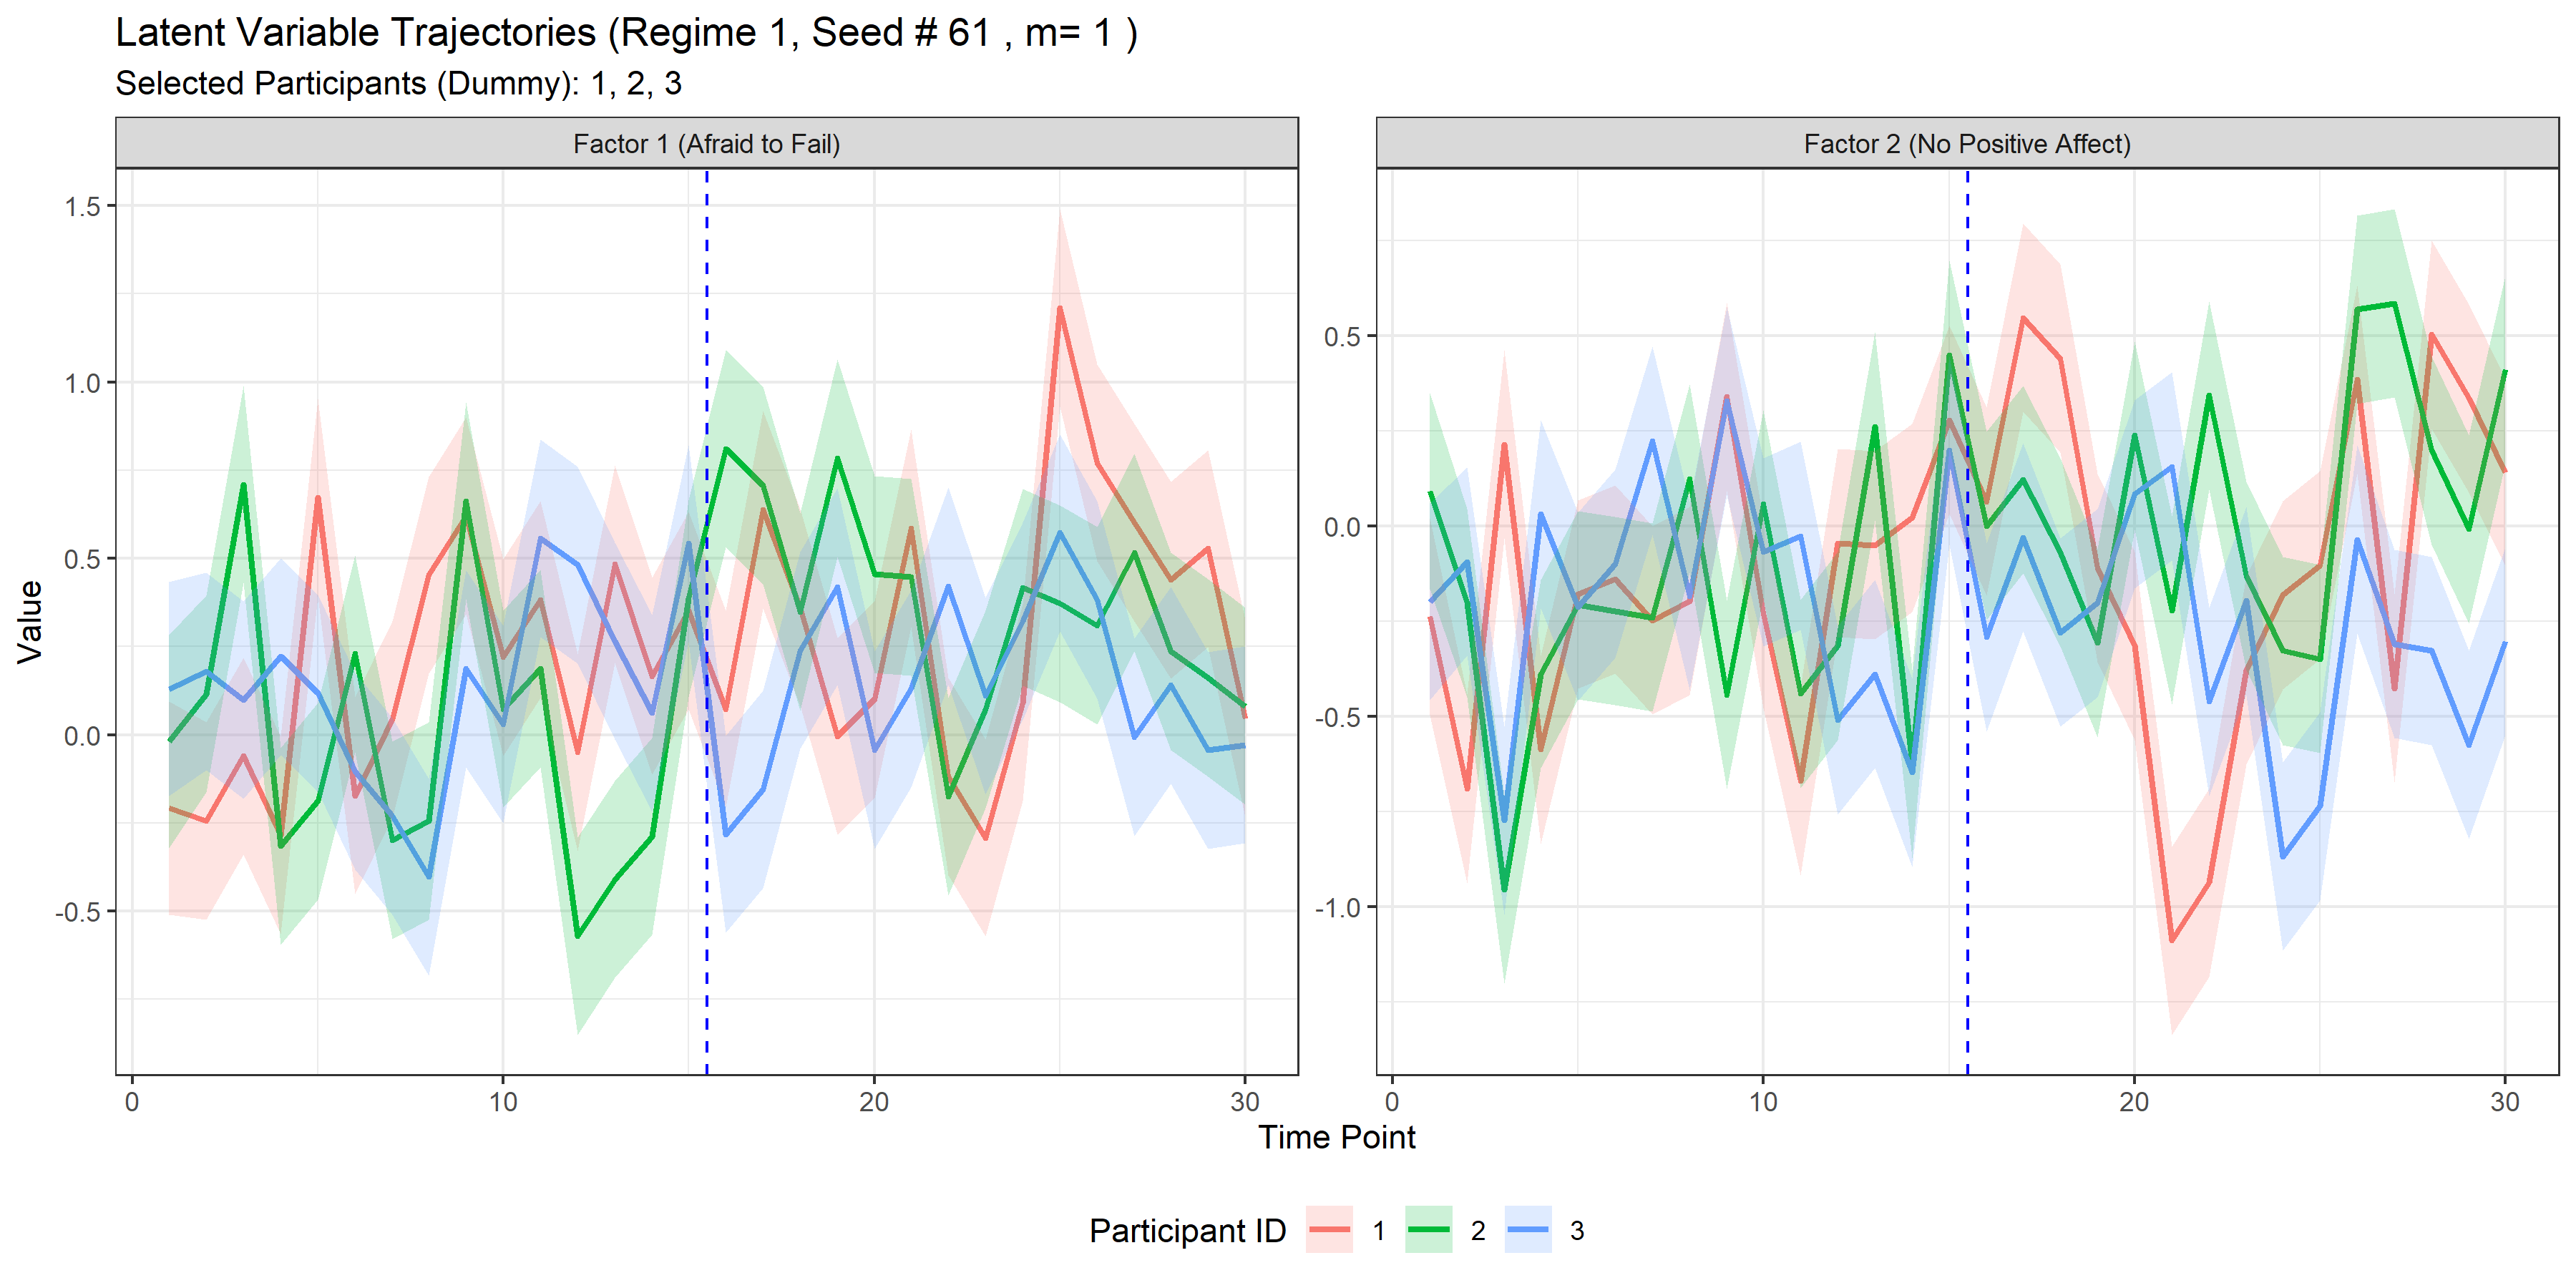 Latent Variable Trajectories (Regime 1, Seed # 61 , m= 1 )
Selected Participants (Dummy): 1, 2, 3
Factor 1 (Afraid to Fail)
Factor 2 (No Positive Affect)
Value
1.5
1.0
0.5
0.0
-0.5
0.5
0.0
-0.5
-1.0
0 10 20 30
0 10 20 30
Time Point
Participant ID 1 2 3